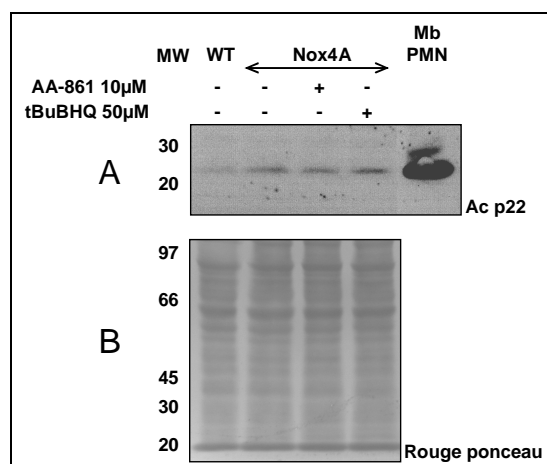 Mb
MW WT Nox4A PMN
AA-861 10µM - - + -
tBuBHQ 50µM - - - +
A
30
20
Ac p22
97
66
B
45
30
20
Rouge ponceau